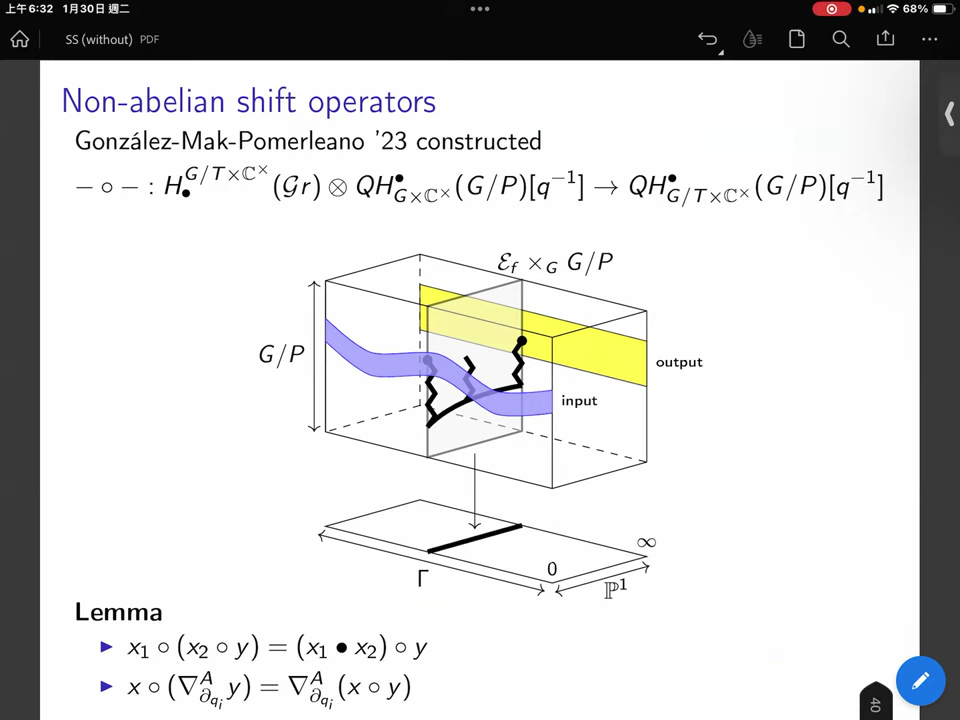 上午6:32 1月30日 週二
68%
SS (without) PDF
Non-abelian shift operators
González-Mak-Pomerleano '23 constructed
− ∘ − : H_•^{G/T×ℂ^×}(𝒢r) ⊗ QH^•_{G×ℂ^×}(G/P)[q^{−1}] → QH^•_{G/T×ℂ^×}(G/P)[q^{−1}]
ℰ_f ×_G G/P
G/P
output
input
∞
0
Γ
ℙ^1
Lemma
▶ x_1 ∘ (x_2 ∘ y) = (x_1 • x_2) ∘ y
▶ x ∘ (∇^A_{∂_{q_i}} y) = ∇^A_{∂_{q_i}}(x ∘ y)
40